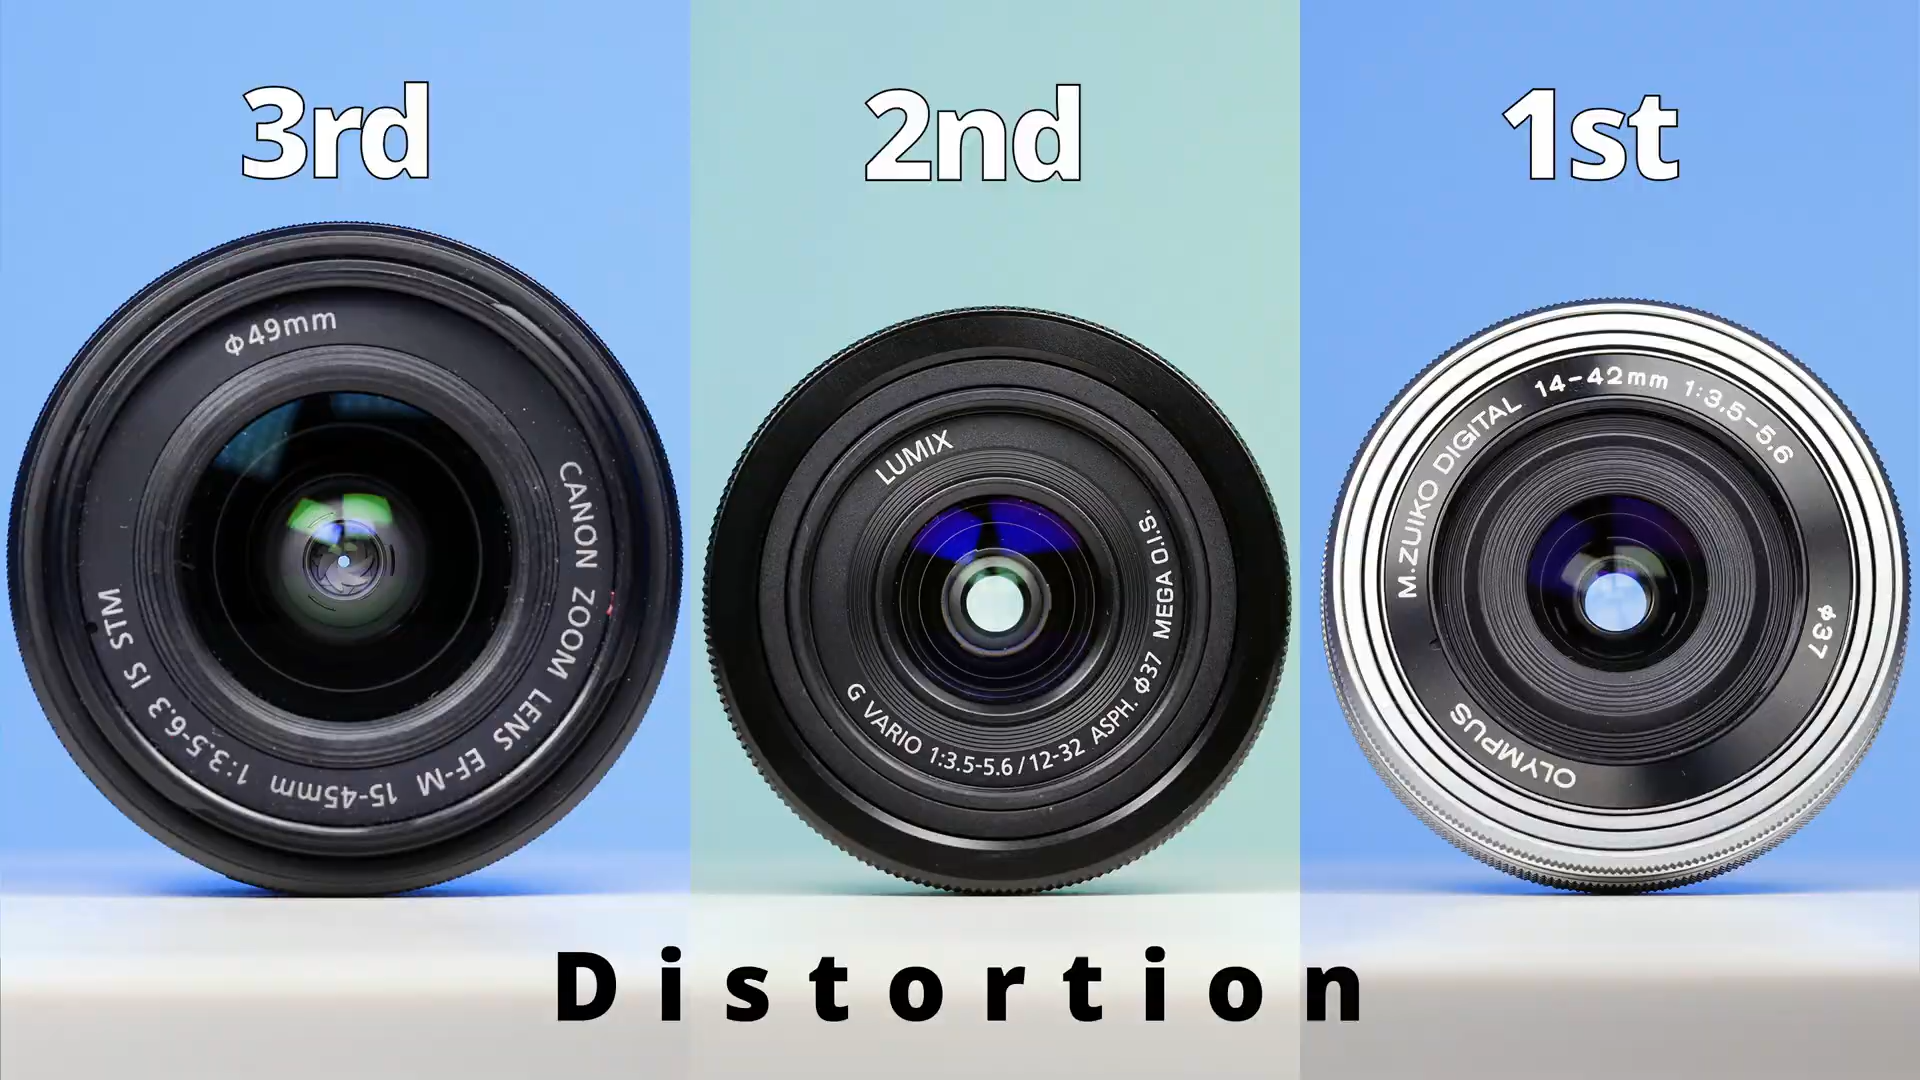 3rd
2nd
1st
ϕ49mm
CANON ZOOM LENS EF-M 15-45mm 1:3.5-6.3 IS STM
LUMIX
G VARIO 1:3.5-5.6 / 12-32 ASPH. ϕ37 MEGA O.I.S.
OLYMPUS M.ZUIKO DIGITAL 14-42mm 1:3.5-5.6 ϕ37
Distortion